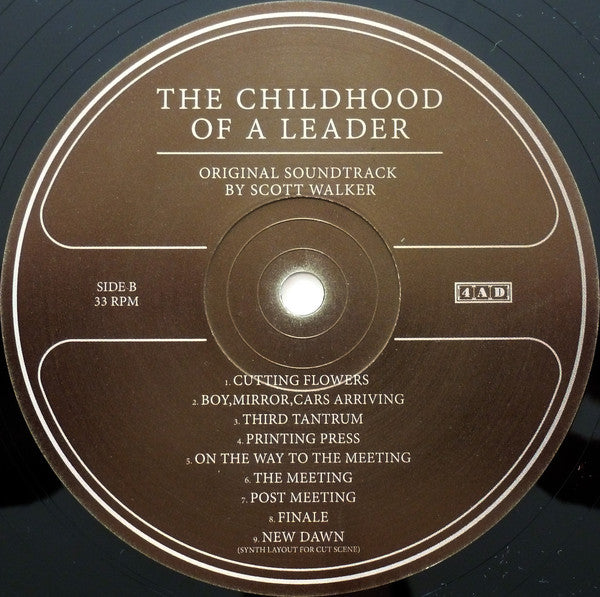 THE CHILDHOOD
OF A LEADER
ORIGINAL SOUNDTRACK
BY SCOTT WALKER
SIDE B
33 RPM
4AD
1. CUTTING FLOWERS
2. BOY,MIRROR,CARS ARRIVING
3. THIRD TANTRUM
4. PRINTING PRESS
5. ON THE WAY TO THE MEETING
6. THE MEETING
7. POST MEETING
8. FINALE
9. NEW DAWN
(SYNTH LAYOUT FOR CUT SCENE)